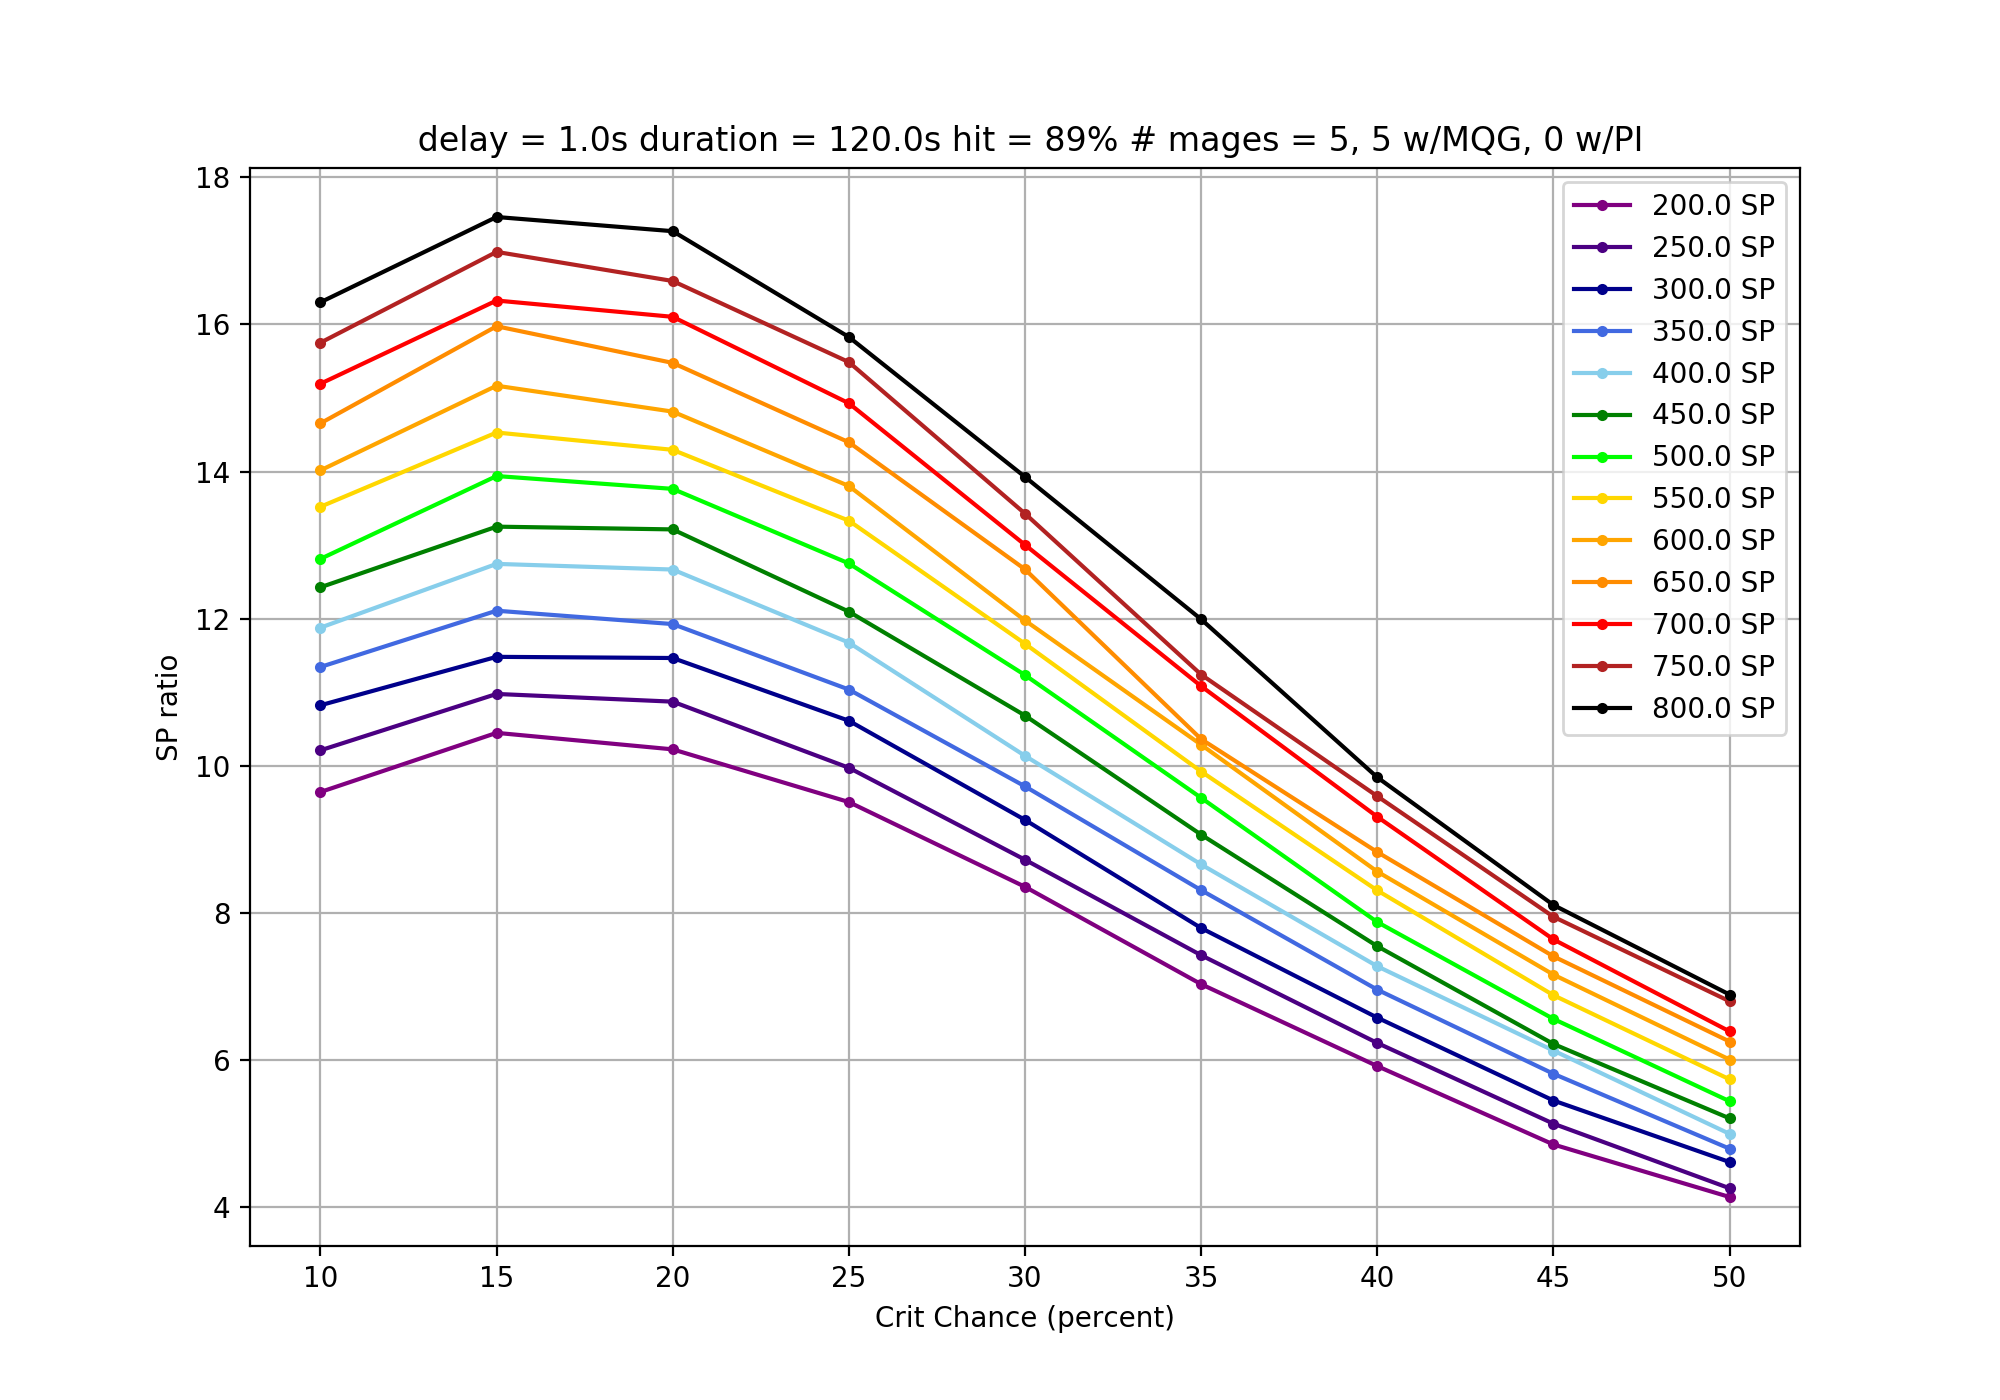 delay = 1.0s duration = 120.0s hit = 89% # mages = 5, 5 w/MQG, 0 w/PI
18
16
14
12
10
8
6
4
SP ratio
200.0 SP
250.0 SP
300.0 SP
350.0 SP
400.0 SP
450.0 SP
500.0 SP
550.0 SP
600.0 SP
650.0 SP
700.0 SP
750.0 SP
800.0 SP
10 15 20 25 30 35 40 45 50
Crit Chance (percent)